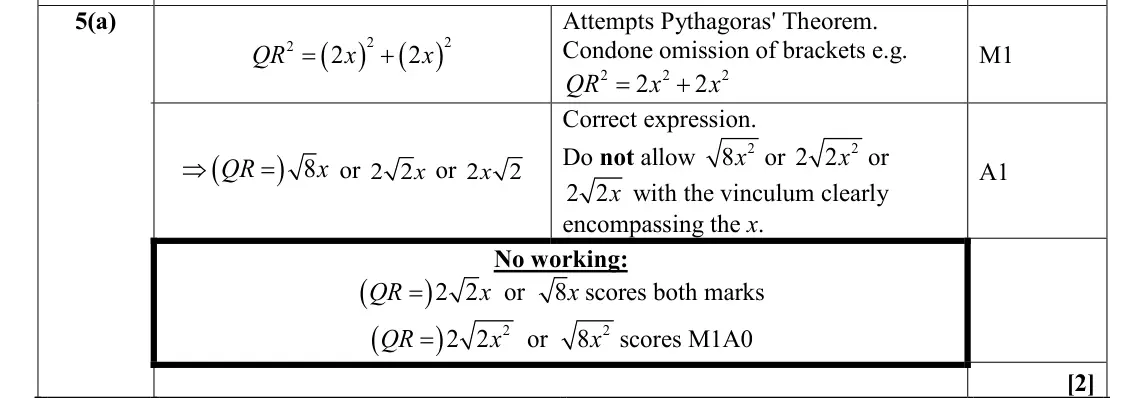 5(a)
QR² = (2x)² + (2x)²
Attempts Pythagoras' Theorem.
Condone omission of brackets e.g.
QR² = 2x² + 2x²
M1
⇒ (QR =) √8x or 2√2x or 2x√2
Correct expression.
Do not allow √(8x²) or 2√(2x²) or
2√(2x) with the vinculum clearly
encompassing the x.
A1
No working:
(QR =) 2√2x or √8x scores both marks
(QR =) 2√(2x²) or √(8x²) scores M1A0
[2]